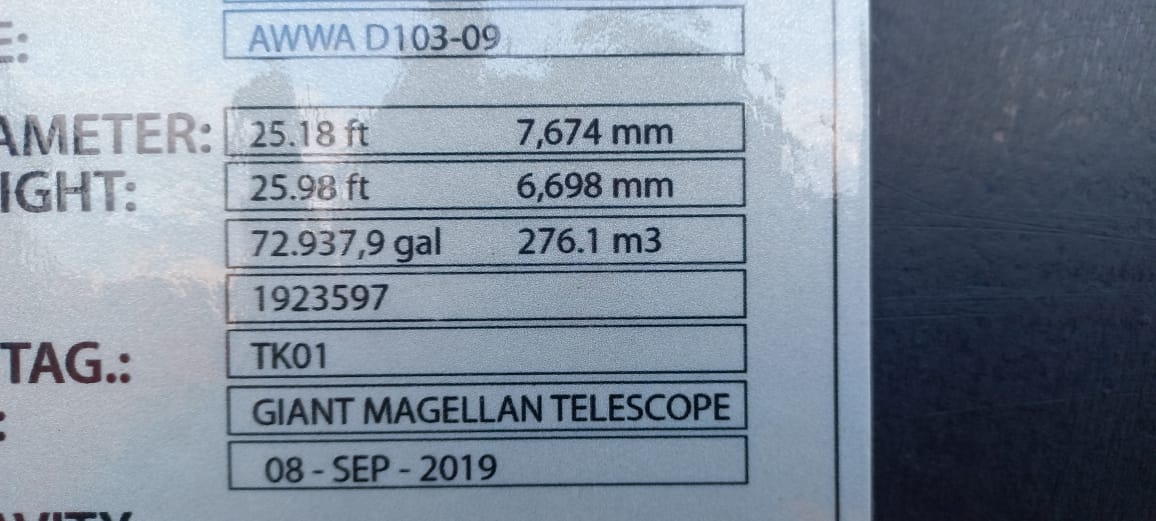 E: AWWA D103-09
AMETER: 25.18 ft 7,674 mm
IGHT: 25.98 ft 6,698 mm
72.937,9 gal 276.1 m3
1923597
TAG.: TK01
: GIANT MAGELLAN TELESCOPE
08 - SEP - 2019
AVITY